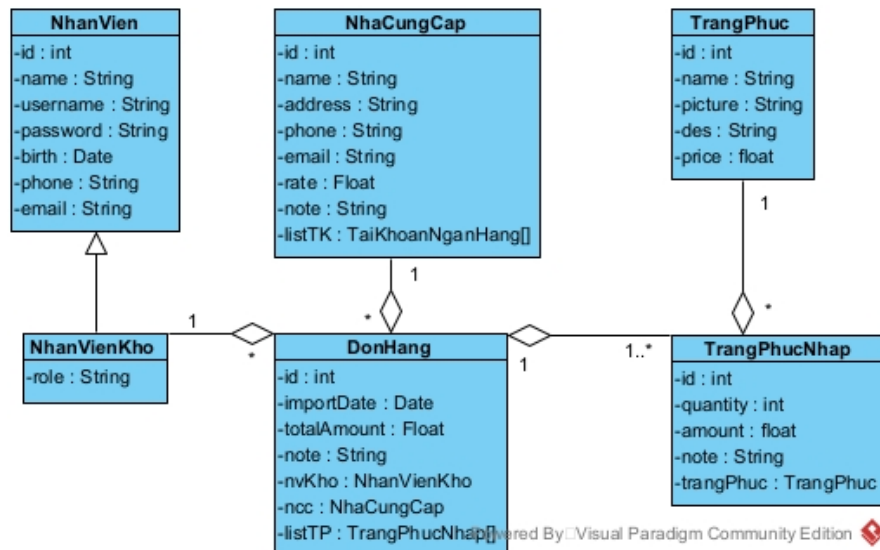 NhanVien
-id : int
-name : String
-username : String
-password : String
-birth : Date
-phone : String
-email : String
NhaCungCap
-id : int
-name : String
-address : String
-phone : String
-email : String
-rate : Float
-note : String
-listTK : TaiKhoanNganHang[]
TrangPhuc
-id : int
-name : String
-picture : String
-des : String
-price : float
1
*
1
*
1
*
1
1..*
NhanVienKho
-role : String
DonHang
-id : int
-importDate : Date
-totalAmount : Float
-note : String
-nvKho : NhanVienKho
-ncc : NhaCungCap
-listTP : TrangPhucNhap[]
TrangPhucNhap
-id : int
-quantity : int
-amount : float
-note : String
-trangPhuc : TrangPhuc
Powered By Visual Paradigm Community Edition